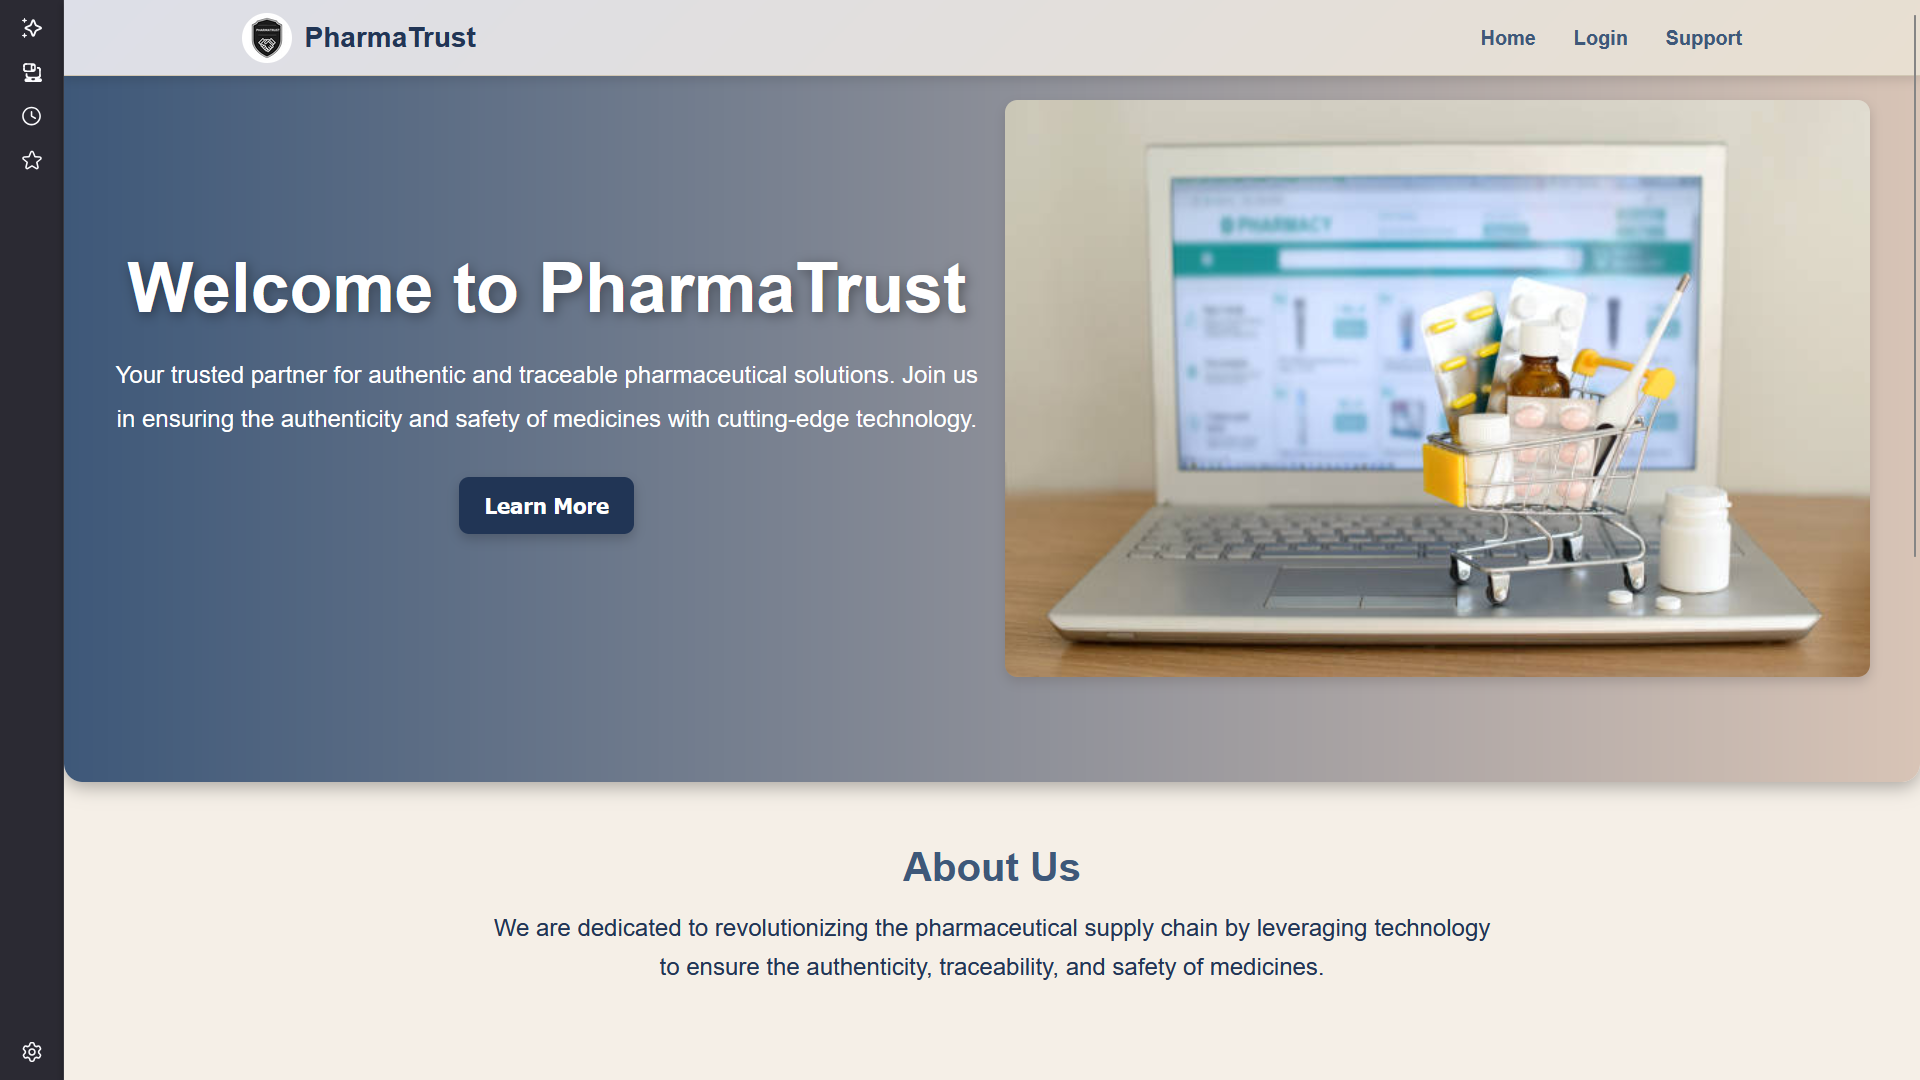 PharmaTrust
Home Login Support
PHARMACY
Welcome to PharmaTrust
Your trusted partner for authentic and traceable pharmaceutical solutions. Join us
in ensuring the authenticity and safety of medicines with cutting-edge technology.
Learn More
About Us
We are dedicated to revolutionizing the pharmaceutical supply chain by leveraging technology
to ensure the authenticity, traceability, and safety of medicines.